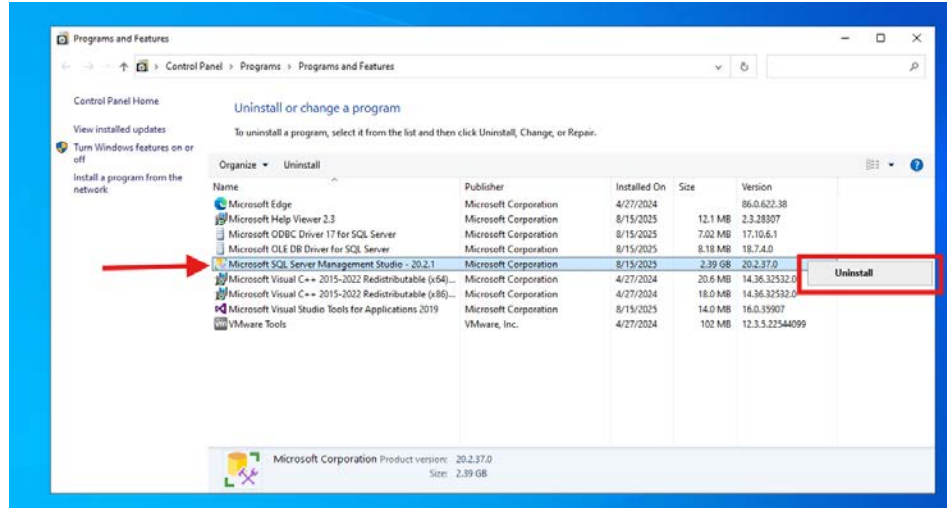 Programs and Features
Control Panel > Programs > Programs and Features
Control Panel Home
View installed updates
Turn Windows features on or
off
Install a program from the
network
Uninstall or change a program
To uninstall a program, select it from the list and then click Uninstall, Change, or Repair.
Organize Uninstall
Name Publisher Installed On Size Version
Microsoft Edge Microsoft Corporation 4/27/2024 86.0.622.38
Microsoft Help Viewer 2.3 Microsoft Corporation 8/15/2025 12.1 MB 2.3.28307
Microsoft ODBC Driver 17 for SQL Server Microsoft Corporation 8/15/2025 7.02 MB 17.10.6.1
Microsoft OLE DB Driver for SQL Server Microsoft Corporation 8/15/2025 8.18 MB 18.7.4.0
Microsoft SQL Server Management Studio - 20.2.1 Microsoft Corporation 8/15/2025 2.39 GB 20.2.37.0
Uninstall
Microsoft Visual C++ 2015-2022 Redistributable (x64)... Microsoft Corporation 4/27/2024 20.6 MB 14.36.32532.0
Microsoft Visual C++ 2015-2022 Redistributable (x86)... Microsoft Corporation 4/27/2024 18.0 MB 14.36.32532.0
Microsoft Visual Studio Tools for Applications 2019 Microsoft Corporation 8/15/2025 14.0 MB 16.0.35907
vm VMware Tools VMware, Inc. 4/27/2024 102 MB 12.3.5.22544099
Microsoft Corporation Product version: 20.2.37.0
Size: 2.39 GB